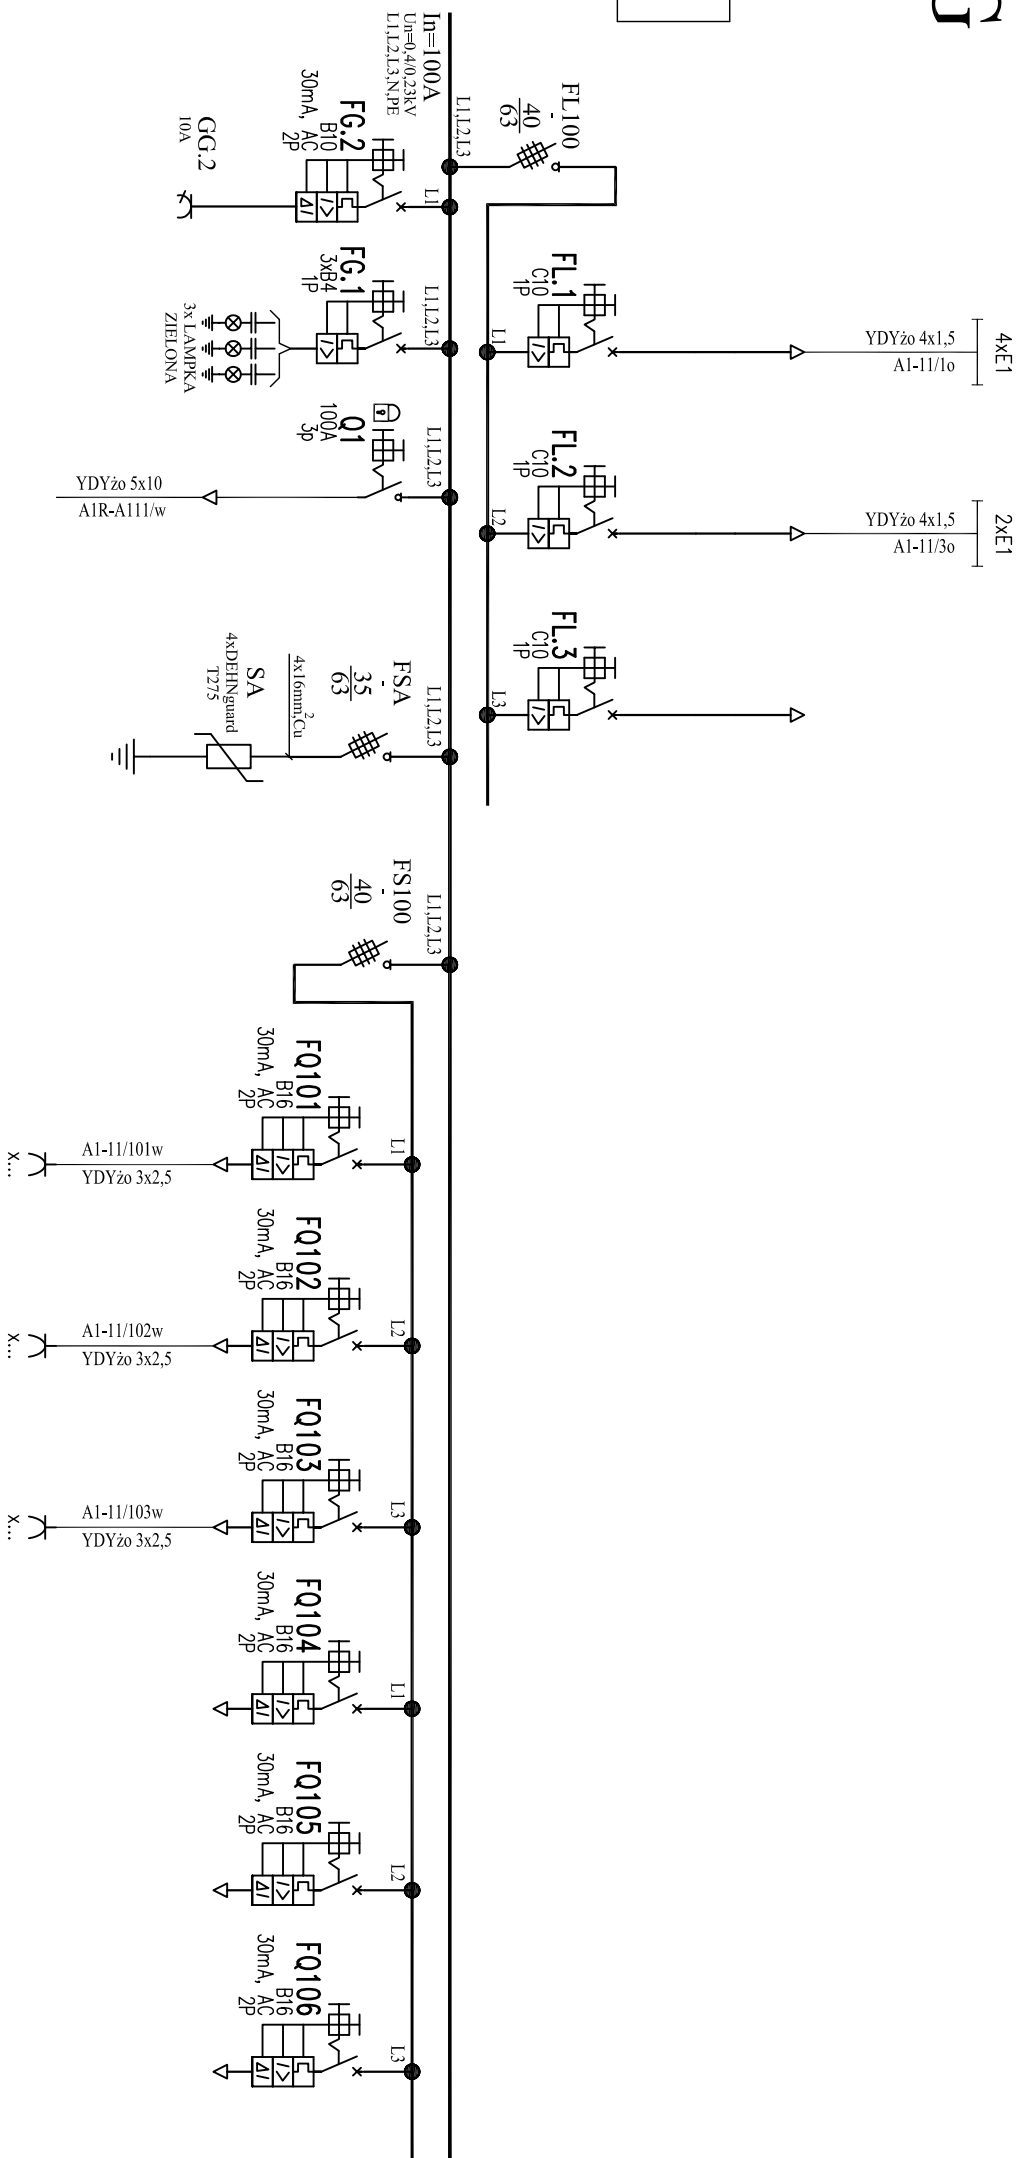 G
In=100A
Un=0,4/0,23kV
L1,L2,L3,N,PE
L1,L2,L3
FL100
-
40
63
FG.2
B10
30mA, AC
2P
L1
GG.2
10A
FG.1
3xB4
1P
L1,L2,L3
3x LAMPKA
ZIELONA
Q1
100A
3p
L1,L2,L3
YDYżo 5x10
A1R-A111/w
FL.1
C10
1P
L1
YDYżo 4x1,5
A1-11/1o
4xE1
FL.2
C10
1P
L2
YDYżo 4x1,5
A1-11/3o
2xE1
FL.3
C10
1P
L3
FSA
-
35
63
L1,L2,L3
4x16mm2,Cu
SA
4xDEHNguard
T275
FS100
-
40
63
L1,L2,L3
FQ101
B16
30mA, AC
2P
L1
A1-11/101w
YDYżo 3x2,5
x...
FQ102
B16
30mA, AC
2P
L2
A1-11/102w
YDYżo 3x2,5
x...
FQ103
B16
30mA, AC
2P
L3
A1-11/103w
YDYżo 3x2,5
x...
FQ104
B16
30mA, AC
2P
L1
FQ105
B16
30mA, AC
2P
L2
FQ106
B16
30mA, AC
2P
L3